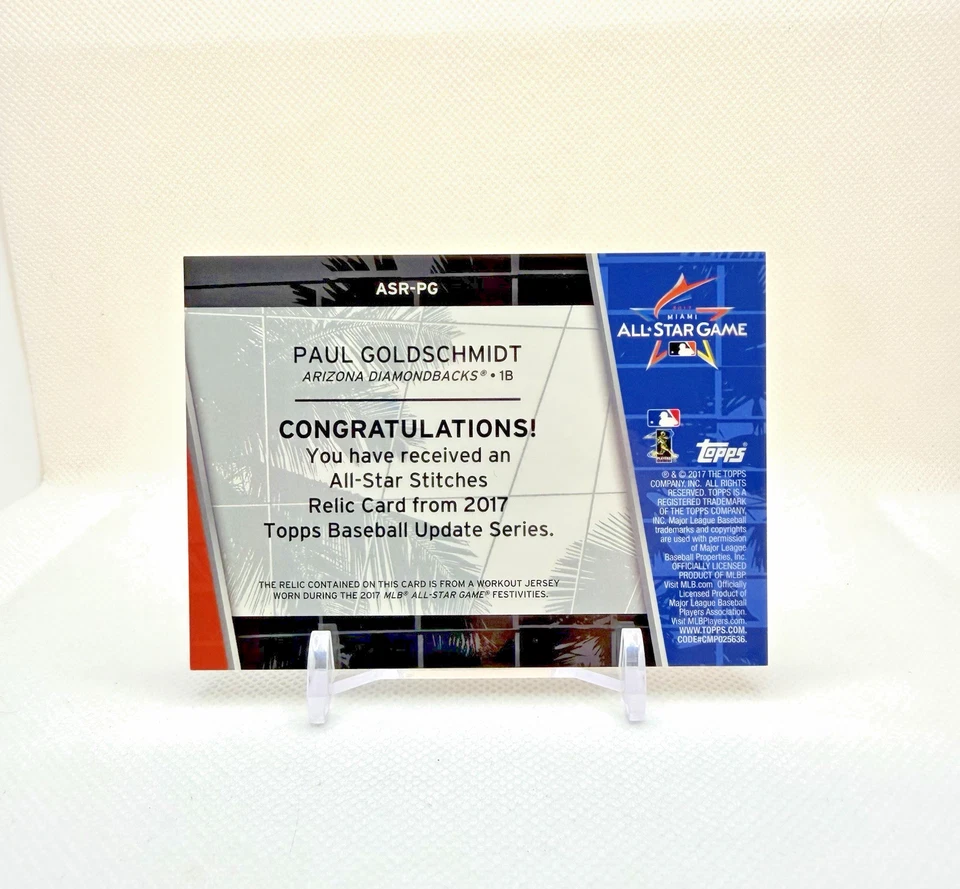 ASR-PG
PAUL GOLDSCHMIDT
ARIZONA DIAMONDBACKS® • 1B
CONGRATULATIONS!
You have received an
All-Star Stitches
Relic Card from 2017
Topps Baseball Update Series.
THE RELIC CONTAINED ON THIS CARD IS FROM A WORKOUT JERSEY
WORN DURING THE 2017 MLB® ALL-STAR GAME® FESTIVITIES.
2017
MIAMI
ALL★STAR GAME
topps®
® & © 2017 THE TOPPS
COMPANY, INC. ALL RIGHTS
RESERVED. TOPPS IS A
REGISTERED TRADEMARK
OF THE TOPPS COMPANY,
INC. Major League Baseball
trademarks and copyrights
are used with permission
of Major League
Baseball Properties, Inc.
OFFICIALLY LICENSED
PRODUCT OF MLBP.
Visit MLB.com Officially
Licensed Product of
Major League Baseball
Players Association.
Visit MLBPlayers.com.
WWW.TOPPS.COM.
CODE#CMP025636.